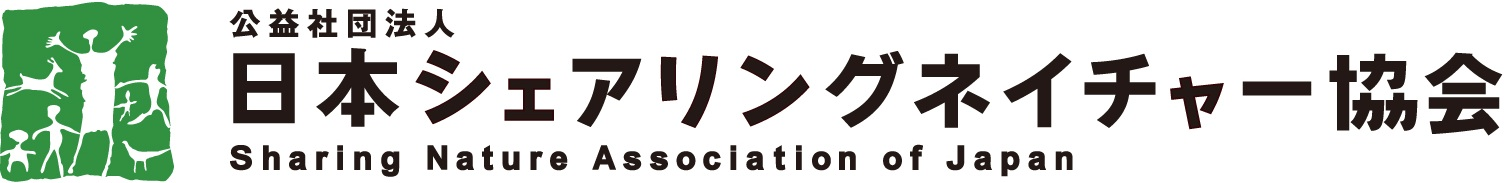 公益社団法人
日本シェアリングネイチャー協会
Sharing Nature Association of Japan